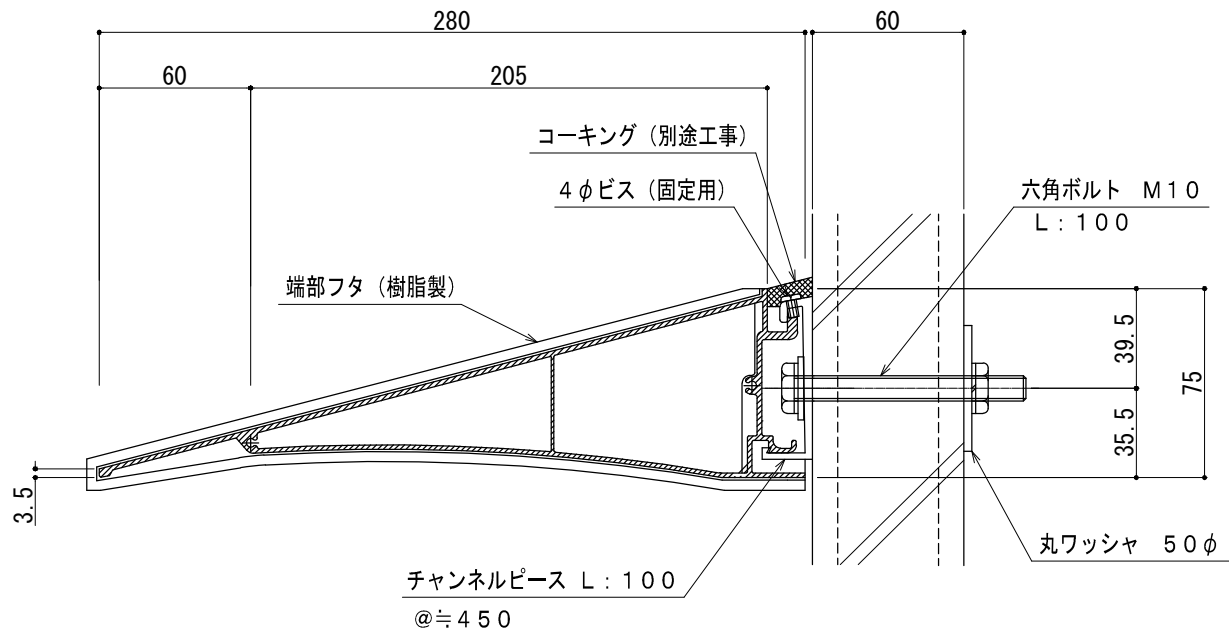 280
60
60
205
コーキング（別途工事）
4φビス（固定用）
六角ボルト　M10
L：100
端部フタ（樹脂製）
39.5
75
35.5
3.5
丸ワッシャ　50φ
チャンネルピース L：100
@≒450